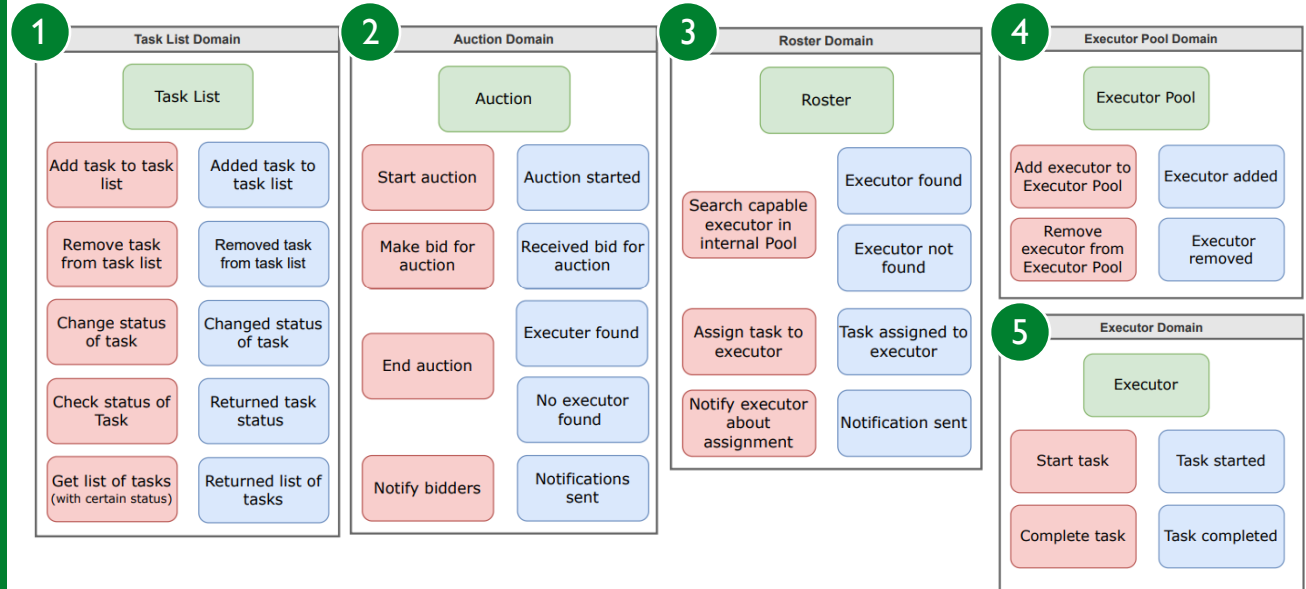 1
Task List Domain
Task List
Add task to task
list
Added task to
task list
Remove task
from task list
Removed task
from task list
Change status
of task
Changed status
of task
Check status of
Task
Returned task
status
Get list of tasks
(with certain status)
Returned list of
tasks
2
Auction Domain
Auction
Start auction
Auction started
Make bid for
auction
Received bid for
auction
End auction
Executer found
No executor
found
Notify bidders
Notifications
sent
3
Roster Domain
Roster
Search capable
executor in
internal Pool
Executor found
Executor not
found
Assign task to
executor
Task assigned to
executor
Notify executor
about
assignment
Notification sent
4
Executor Pool Domain
Executor Pool
Add executor to
Executor Pool
Executor added
Remove
executor from
Executor Pool
Executor
removed
5
Executor Domain
Executor
Start task
Task started
Complete task
Task completed